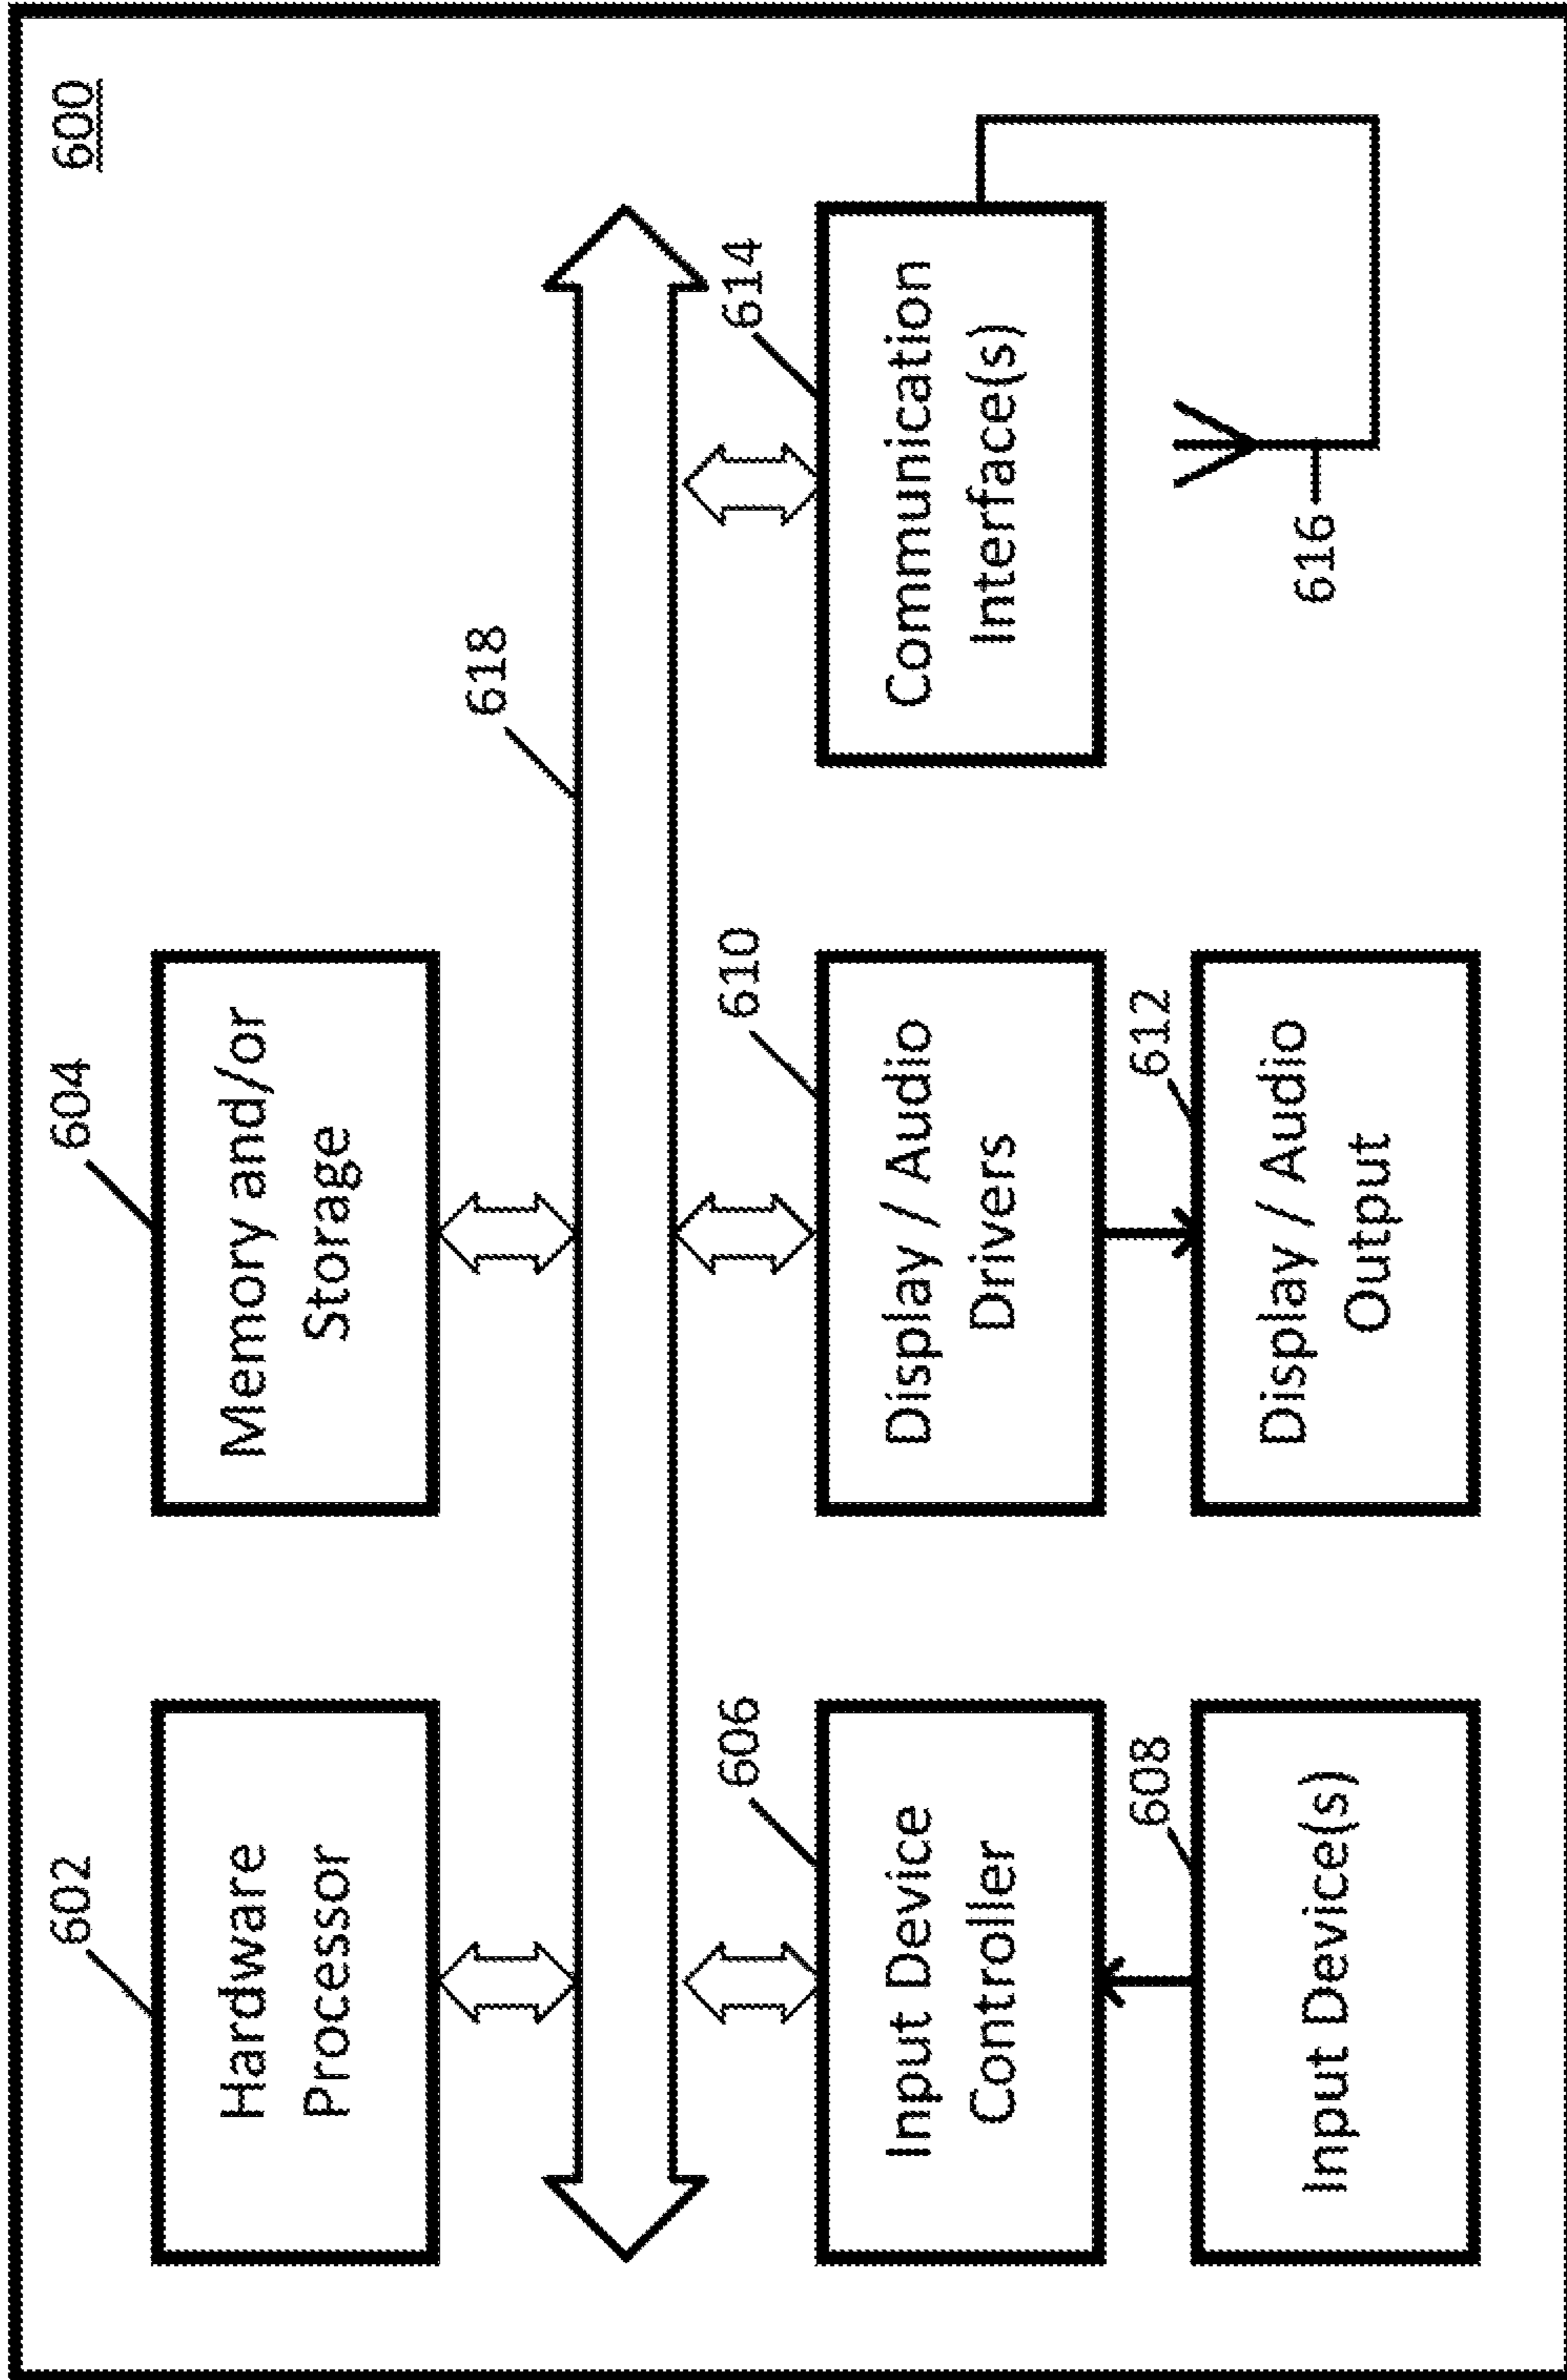 600
602
Hardware
Processor
604
Memory and/or
Storage
618
606
Input Device
Controller
610
Display / Audio
Drivers
614
Communication
Interface(s)
608
Input Device(s)
612
Display / Audio
Output
616